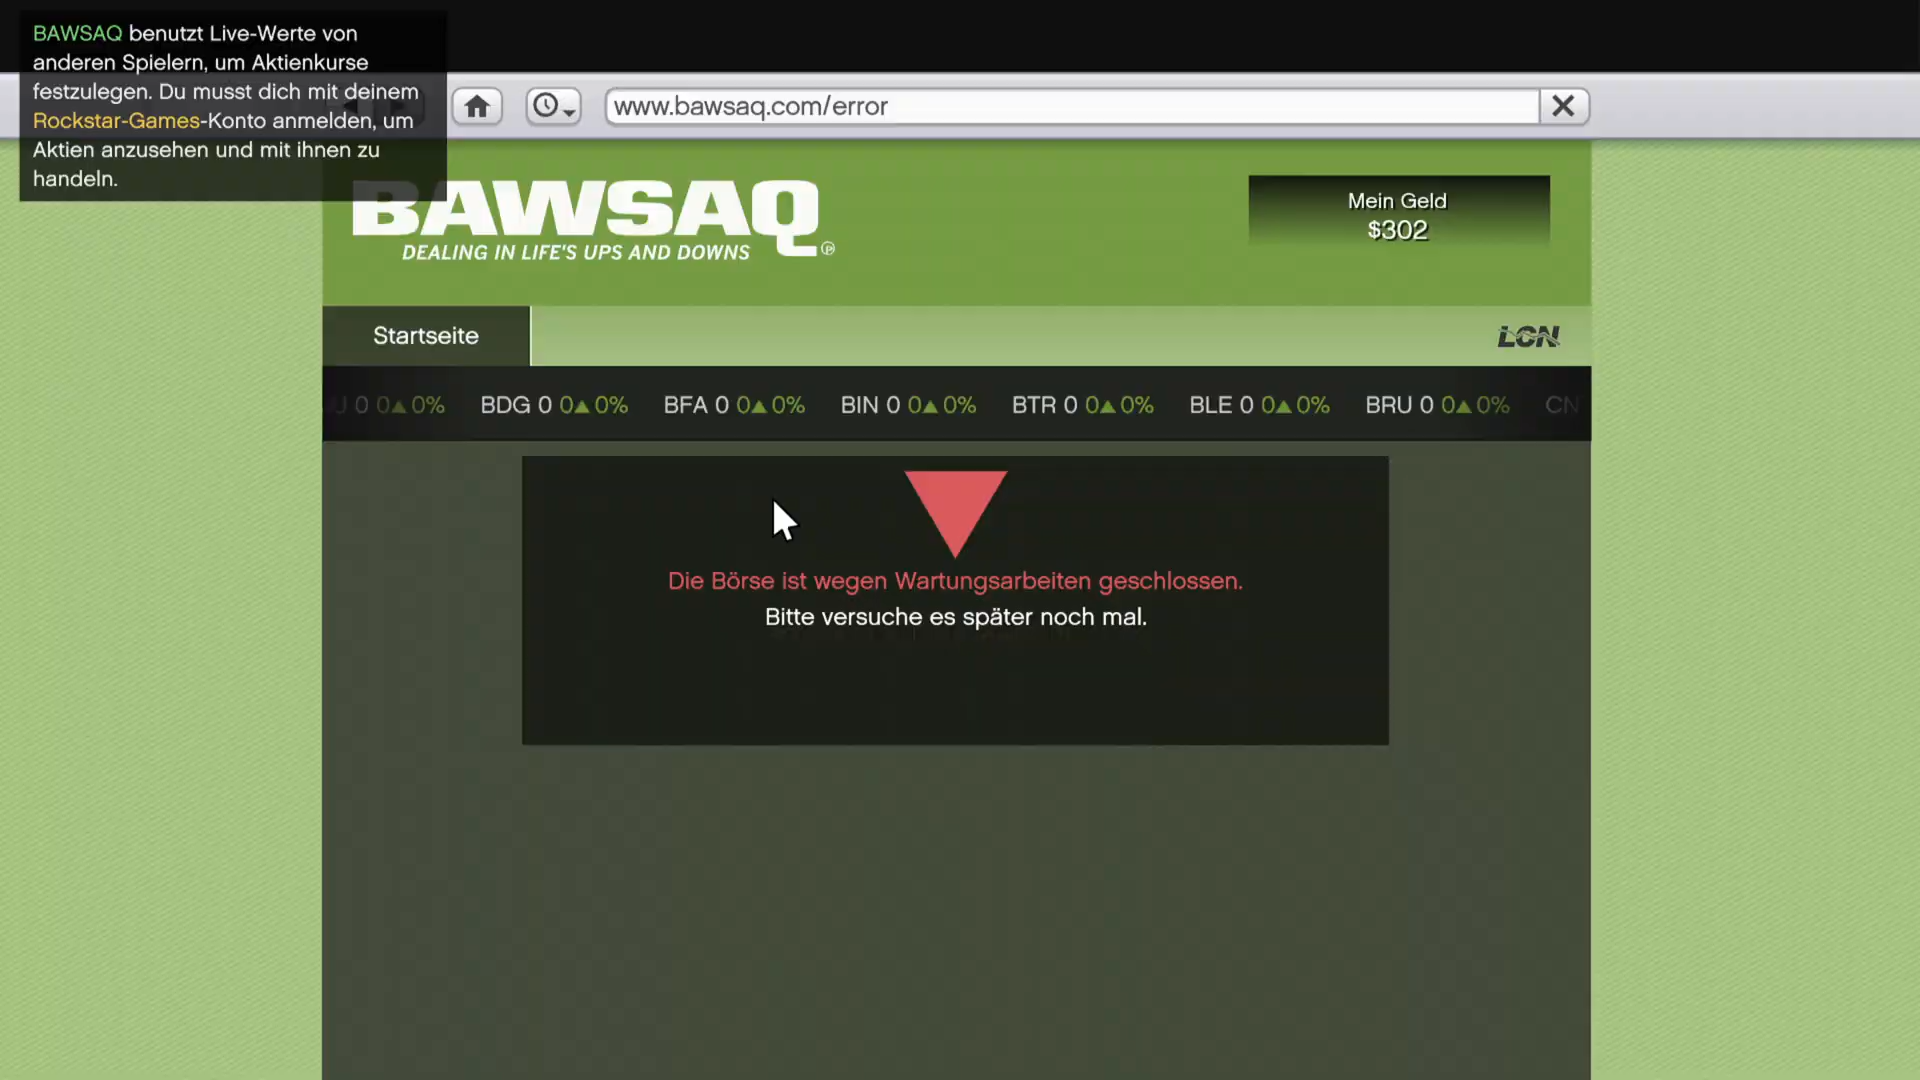 BAWSAQ benutzt Live-Werte von
anderen Spielern, um Aktienkurse
festzulegen. Du musst dich mit deinem
Rockstar-Games-Konto anmelden, um
Aktien anzusehen und mit ihnen zu
handeln.
www.bawsaq.com/error
BAWSAQ
DEALING IN LIFE'S UPS AND DOWNS
Mein Geld
$302
Startseite
LCN
J 0 0▲0% BDG 0 0▲0% BFA 0 0▲0% BIN 0 0▲0% BTR 0 0▲0% BLE 0 0▲0% BRU 0 0▲0% CN
Die Börse ist wegen Wartungsarbeiten geschlossen.
Bitte versuche es später noch mal.